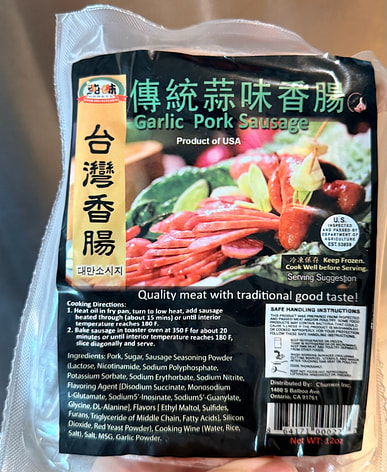 純味
傳統蒜味香腸
Garlic Pork Sausage
Product of USA
台灣香腸
대만소시지
U.S.
INSPECTED
AND PASSED BY
DEPARTMENT OF
AGRICULTURE
冷凍保存 Keep Frozen.
Cook Well before Serving.
Serving Suggestion
Quality meat with traditional good taste!
Cooking Directions:
1. Heat oil in fry pan, turn to low heat, add sausage
heated through (about 15 mins) or until interior
temperature reaches 180 F.
2. Bake sausage in toaster oven at 350 F for about 20
minutes or until interior temperature reaches 180 F,
slice diagonally and serve.
Ingredients: Pork, Sugar, Sausage Seasoning Powder
(Lactose, Nicotinamide, Sodium Polyphosphate,
Potassium Sorbate, Sodium Erythorbate, Sodium Nitrite,
Flavoring Agent [Disodium Succinate, Monosodium
L-Glutamate, Sodium5'-Inosinate, Sodium5'-Guanylate,
Glycine, DL-Alanine], Flavors [ Ethyl Maltol, Sulfides,
Furans, Triglyceride of Middle Chain, Fatty Acids], Silicon
Dioxide, Red Yeast Powder), Cooking Wine (Water, Rice,
Salt), Salt, MSG, Garlic Powder.
SAFE HANDLING INSTRUCTIONS
Distributed By: Chunwei Inc.
1480 S Balboa Ave
Ontario, CA 91761
Net WT: 12oz